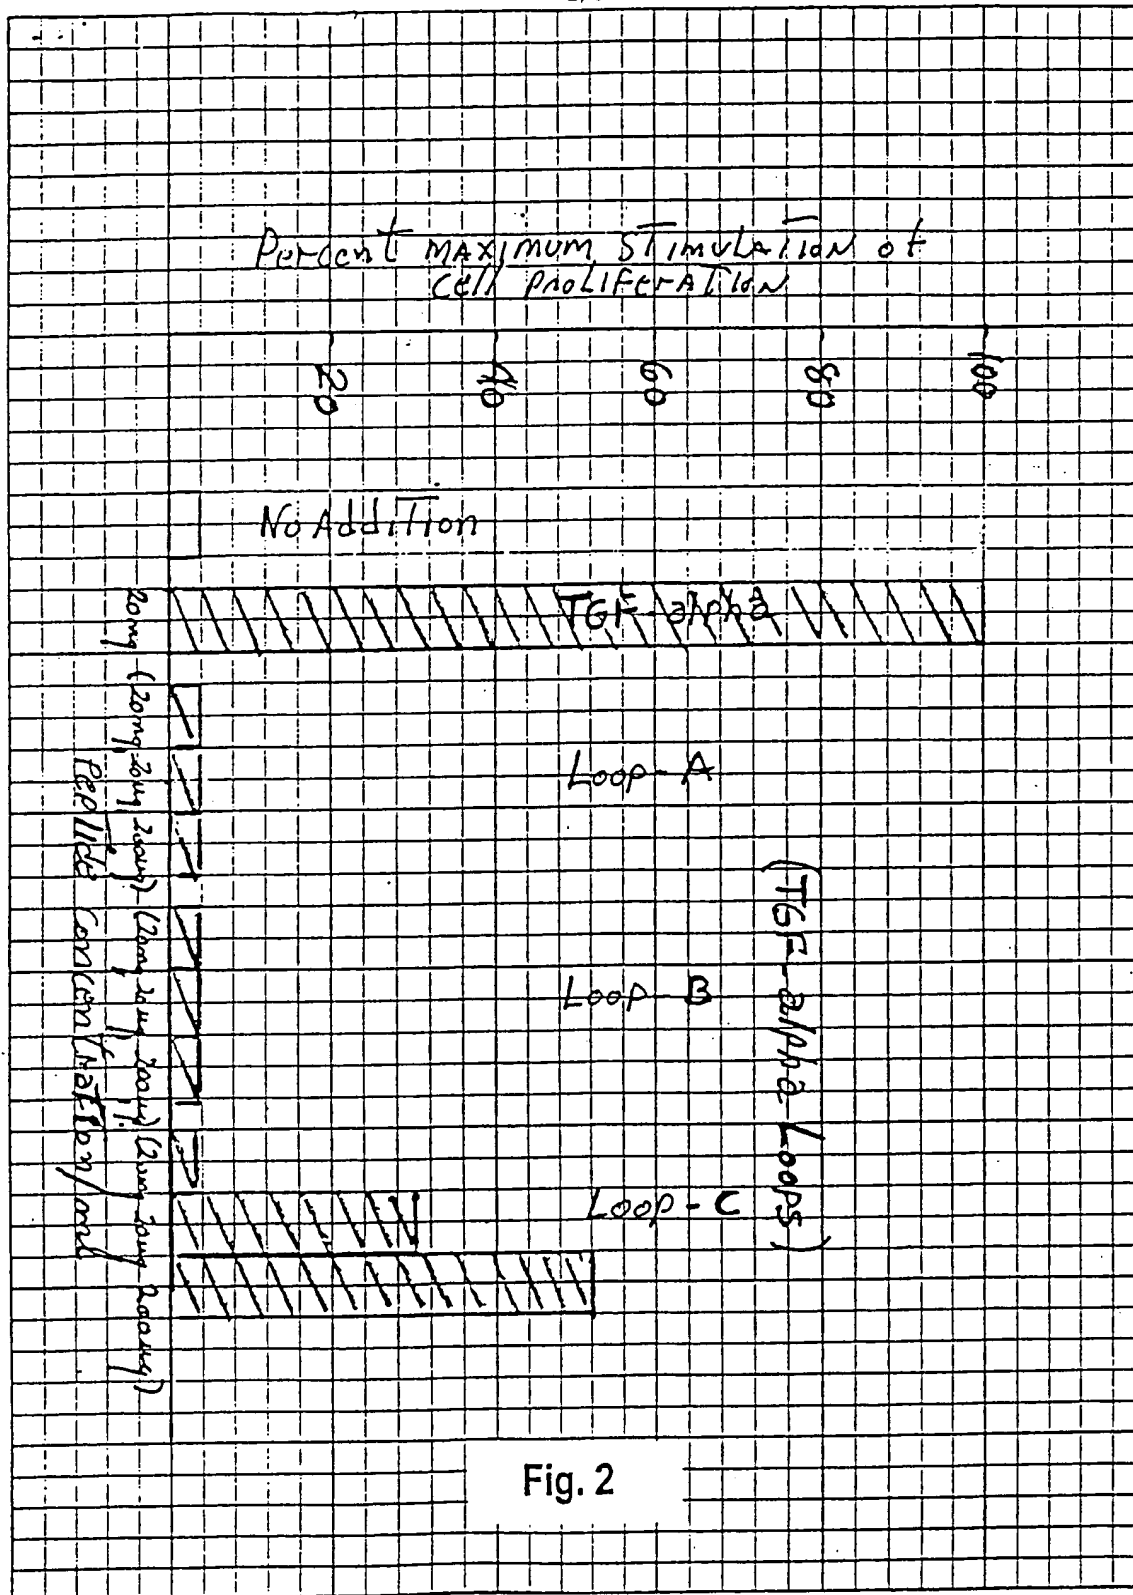 Percent MAXIMUM STIMULATION of
Cell PROLIFERATION
20
40
60
80
100
No Addition
TGF-alpha
Loop-A
Loop-B
Loop-C
(TGF-alpha Loops)
Peptide Concentration/ml
Fig. 2